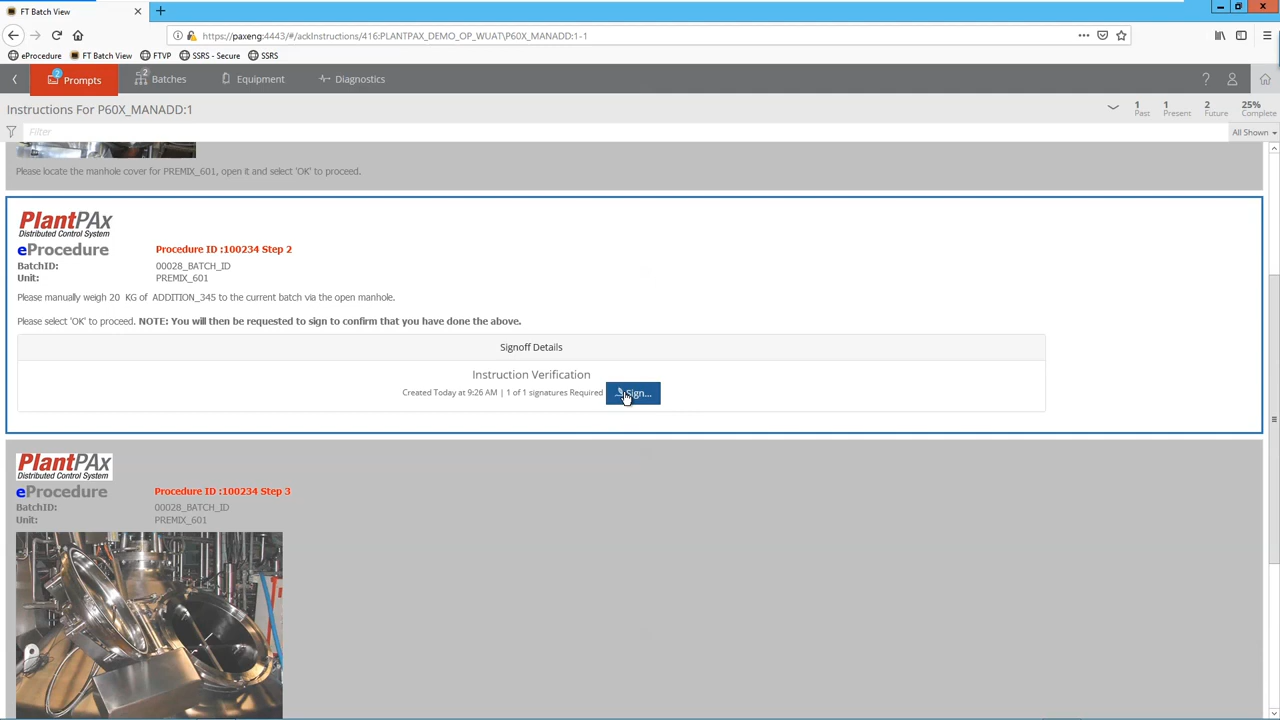 FT Batch View
https://paxeng:4443/#/ackInstructions/416:PLANTPAX_DEMO_OP_WUAT\P60X_MANADD:1-1
eProcedure FT Batch View FTVP SSRS - Secure SSRS
2 Prompts 2 Batches Equipment Diagnostics
Instructions For P60X_MANADD:1
1 Past 1 Present 2 Future 25% Complete
Filter
All Shown
Please locate the manhole cover for PREMIX_601, open it and select 'OK' to proceed.
PlantPAx
Distributed Control System
eProcedure Procedure ID :100234 Step 2
BatchID: 00028_BATCH_ID
Unit: PREMIX_601
Please manually weigh 20 KG of ADDITION_345 to the current batch via the open manhole.
Please select 'OK' to proceed. NOTE: You will then be requested to sign to confirm that you have done the above.
Signoff Details
Instruction Verification
Created Today at 9:26 AM | 1 of 1 signatures Required Sign...
PlantPAx
Distributed Control System
eProcedure Procedure ID :100234 Step 3
BatchID: 00028_BATCH_ID
Unit: PREMIX_601